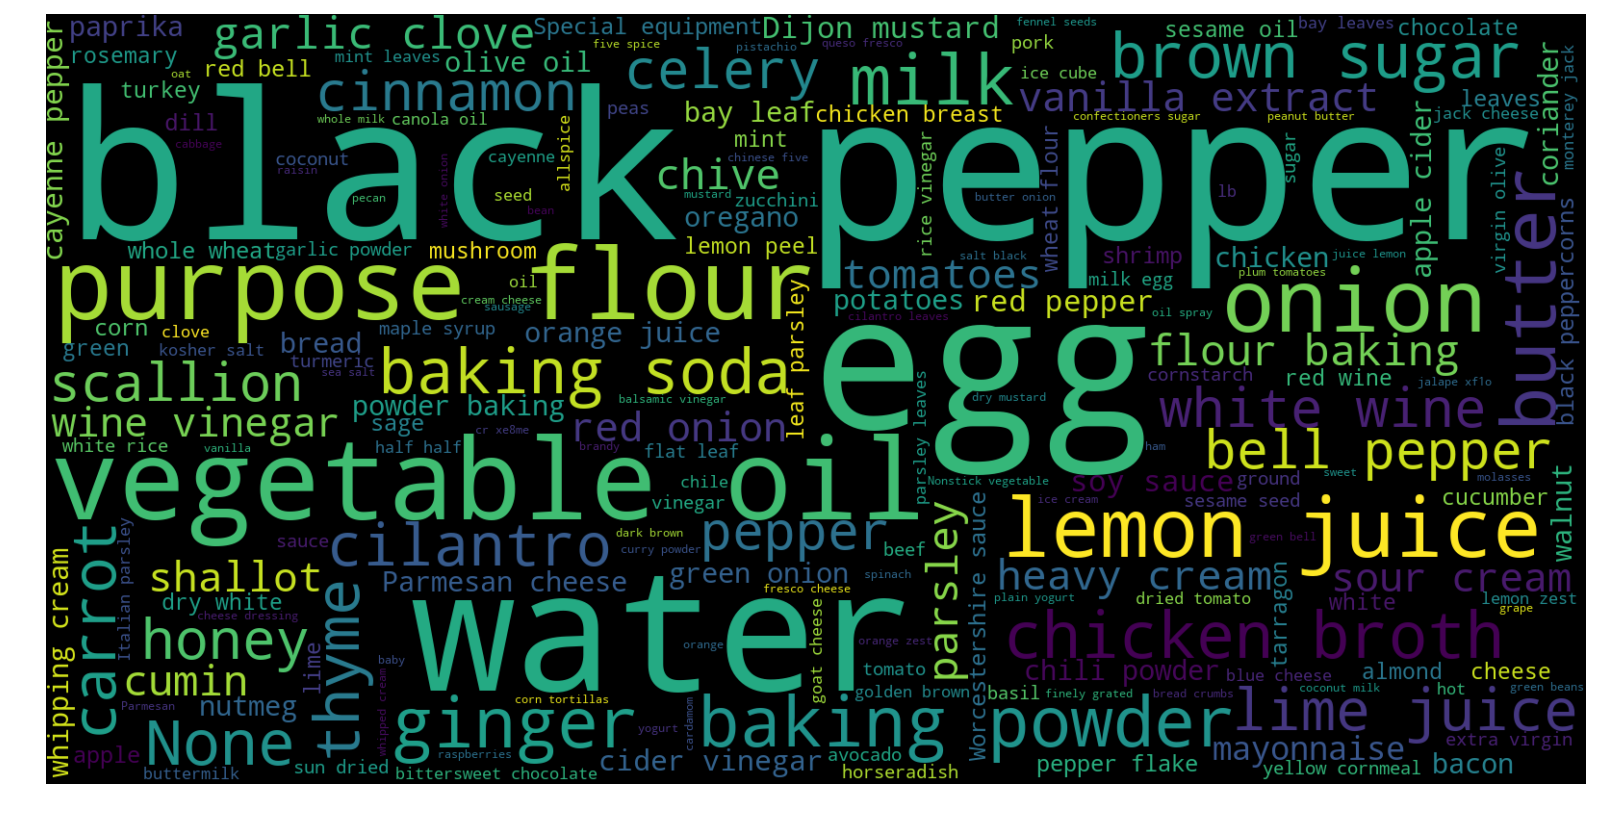 paprika
garlic clove
Special equipment
Dijon mustard
fennel seeds
sesame oil
bay leaves
chocolate
rosemary
oat
red bell
mint leaves
five spice
olive oil
pistachio
queso fresco
pork
brown sugar
cayenne pepper
turkey
cinnamon
celery
milk
ice cube
vanilla extract
leaves
coriander
monterey jack
dill
whole milk
canola oil
peas
bay leaf
chicken breast
confectioners sugar
peanut butter
jack cheese
cabbage
black pepper
coconut
raisin
cayenne
allspice
mint
chinese five
chive
rice vinegar
wheat flour
sugar
apple cider
virgin olive
white onion
pecan
seed
bean
mustard
zucchini
butter onion
lb
oregano
butter
black peppercorns
whole wheat
garlic powder
mushroom
lemon peel
salt black
shrimp
chicken
juice lemon
purpose flour
oil
tomatoes
milk egg
plum tomatoes
cream cheese
sausage
potatoes
red pepper
onion
corn
clove
maple syrup
orange juice
leaf parsley
cilantro leaves
oil spray
green
kosher salt
bread
turmeric
sea salt
baking soda
egg
flour baking
scallion
cornstarch
red wine
jalape xf1o
wine vinegar
powder baking
balsamic vinegar
parsley leaves
dry mustard
white wine
sage
cr xe8me
red onion
white rice
vanilla
half half
brandy
flat leaf
ham
bell pepper
vegetable oil
chile
vinegar
Nonstick vegetable
soy sauce
ground
sweet
molasses
ice cream
sesame seed
cucumber
walnut
carrot
Italian parsley
sauce
cilantro
dark brown
pepper
curry powder
beef
parsley
Worcestershire sauce
lemon juice
green bell
whipping cream
shallot
Parmesan cheese
green onion
spinach
heavy cream
sour cream
dry white
cheese dressing
thyme
water
fresco cheese
plain yogurt
dried tomato
tarragon
white
lemon zest
grape
honey
lime
baby
orange
goat cheese
orange zest
chicken broth
cumin
whipped cream
tomato
chili powder
blue cheese
almond
cheese
Parmesan
nutmeg
corn tortillas
cardamom
golden brown
basil
finely grated
bread crumbs
coconut milk
hot
green beans
apple
None
ginger
yogurt
baking
powder
lime juice
raspberries
mayonnaise
extra virgin
buttermilk
sun dried
bittersweet chocolate
cider vinegar
avocado
horseradish
pepper flake
yellow cornmeal
bacon